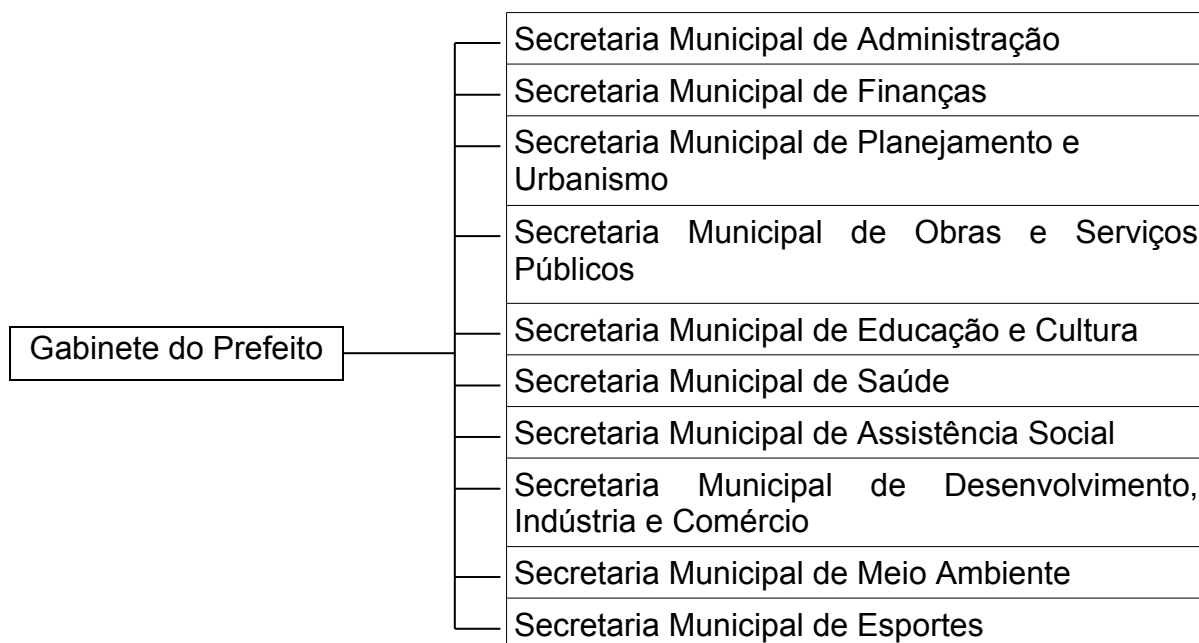 Secretaria Municipal de Administração
Secretaria Municipal de Finanças
Secretaria Municipal de Planejamento e
Urbanismo
Secretaria Municipal de Obras e Serviços
Públicos
Gabinete do Prefeito
Secretaria Municipal de Educação e Cultura
Secretaria Municipal de Saúde
Secretaria Municipal de Assistência Social
Secretaria Municipal de Desenvolvimento,
Indústria e Comércio
Secretaria Municipal de Meio Ambiente
Secretaria Municipal de Esportes